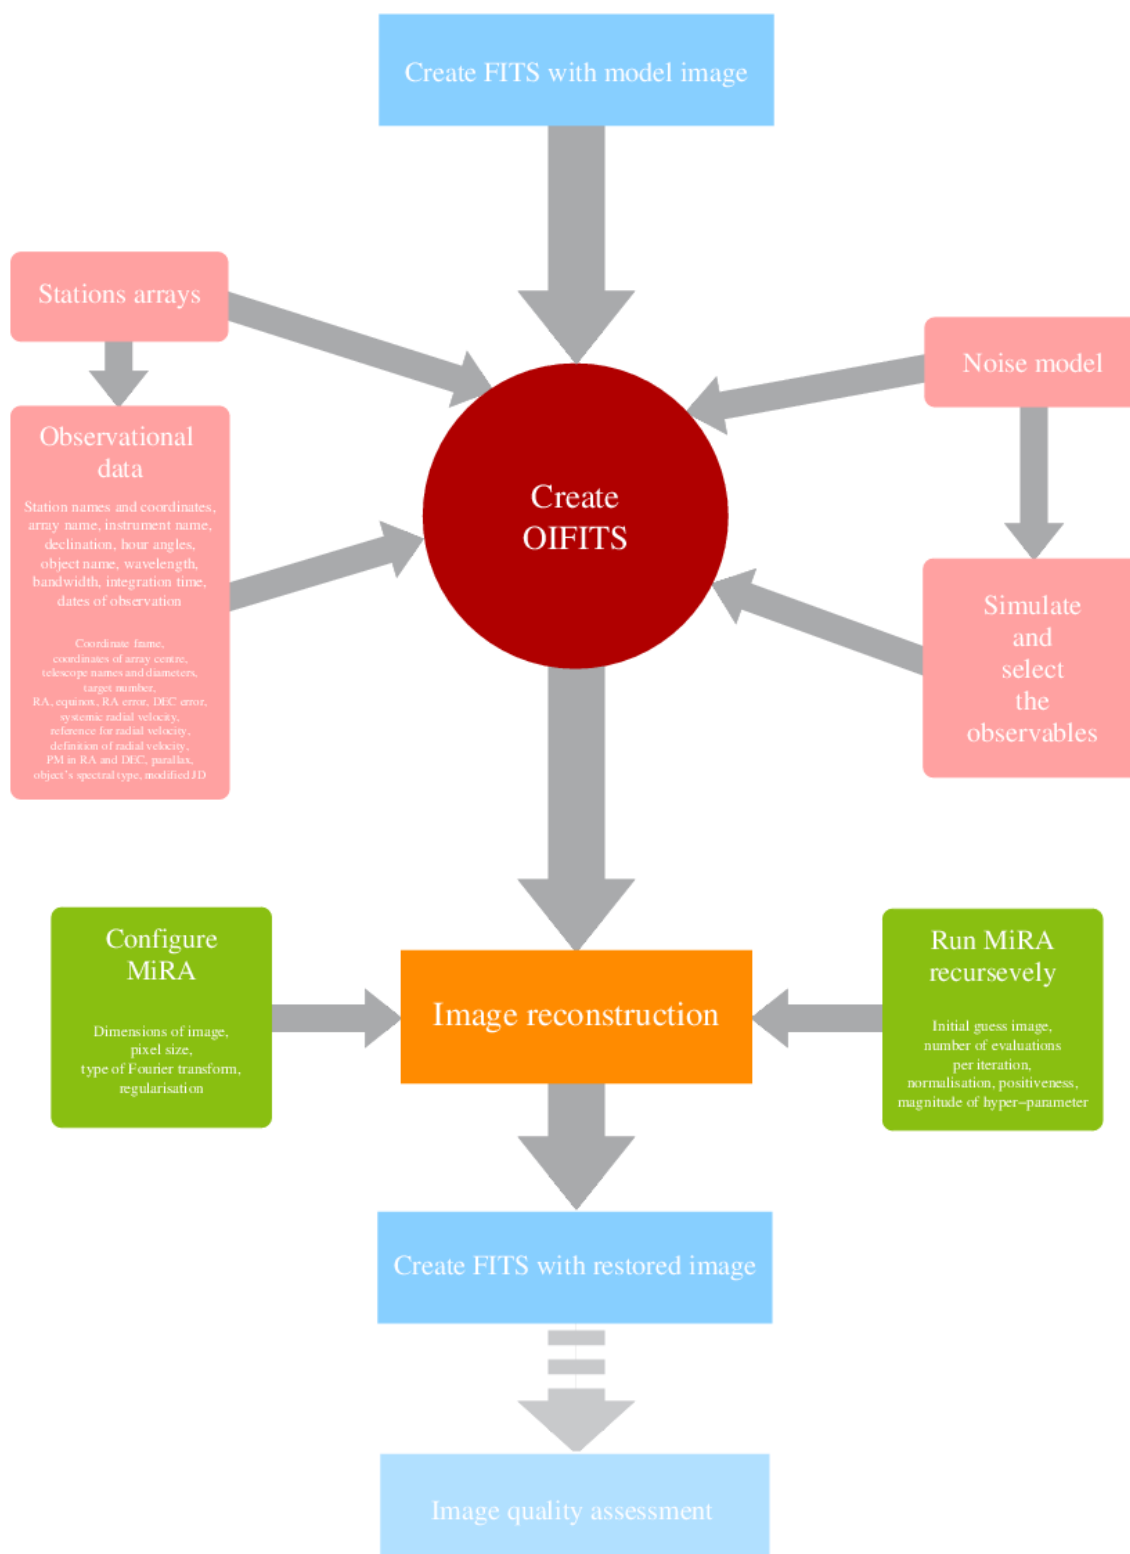 Create FITS with model image
Stations arrays
Noise model
Observational
data
Station names and coordinates,
array name, instrument name,
declination, hour angles,
object name, wavelength,
bandwidth, integration time,
dates of observation
Coordinate frame,
coordinates of array centre,
telescope names and diameters,
target number,
RA, equinox, RA error, DEC error,
systemic radial velocity,
reference for radial velocity,
definition of radial velocity,
PM in RA and DEC, parallax,
object's spectral type, modified JD
Create
OIFITS
Simulate
and
select
the
observables
Configure
MiRA
Dimensions of image,
pixel size,
type of Fourier transform,
regularisation
Image reconstruction
Run MiRA
recursevely
Initial guess image,
number of evaluations
per iteration,
normalisation, positiveness,
magnitude of hyper−parameter
Create FITS with restored image
Image quality assessment